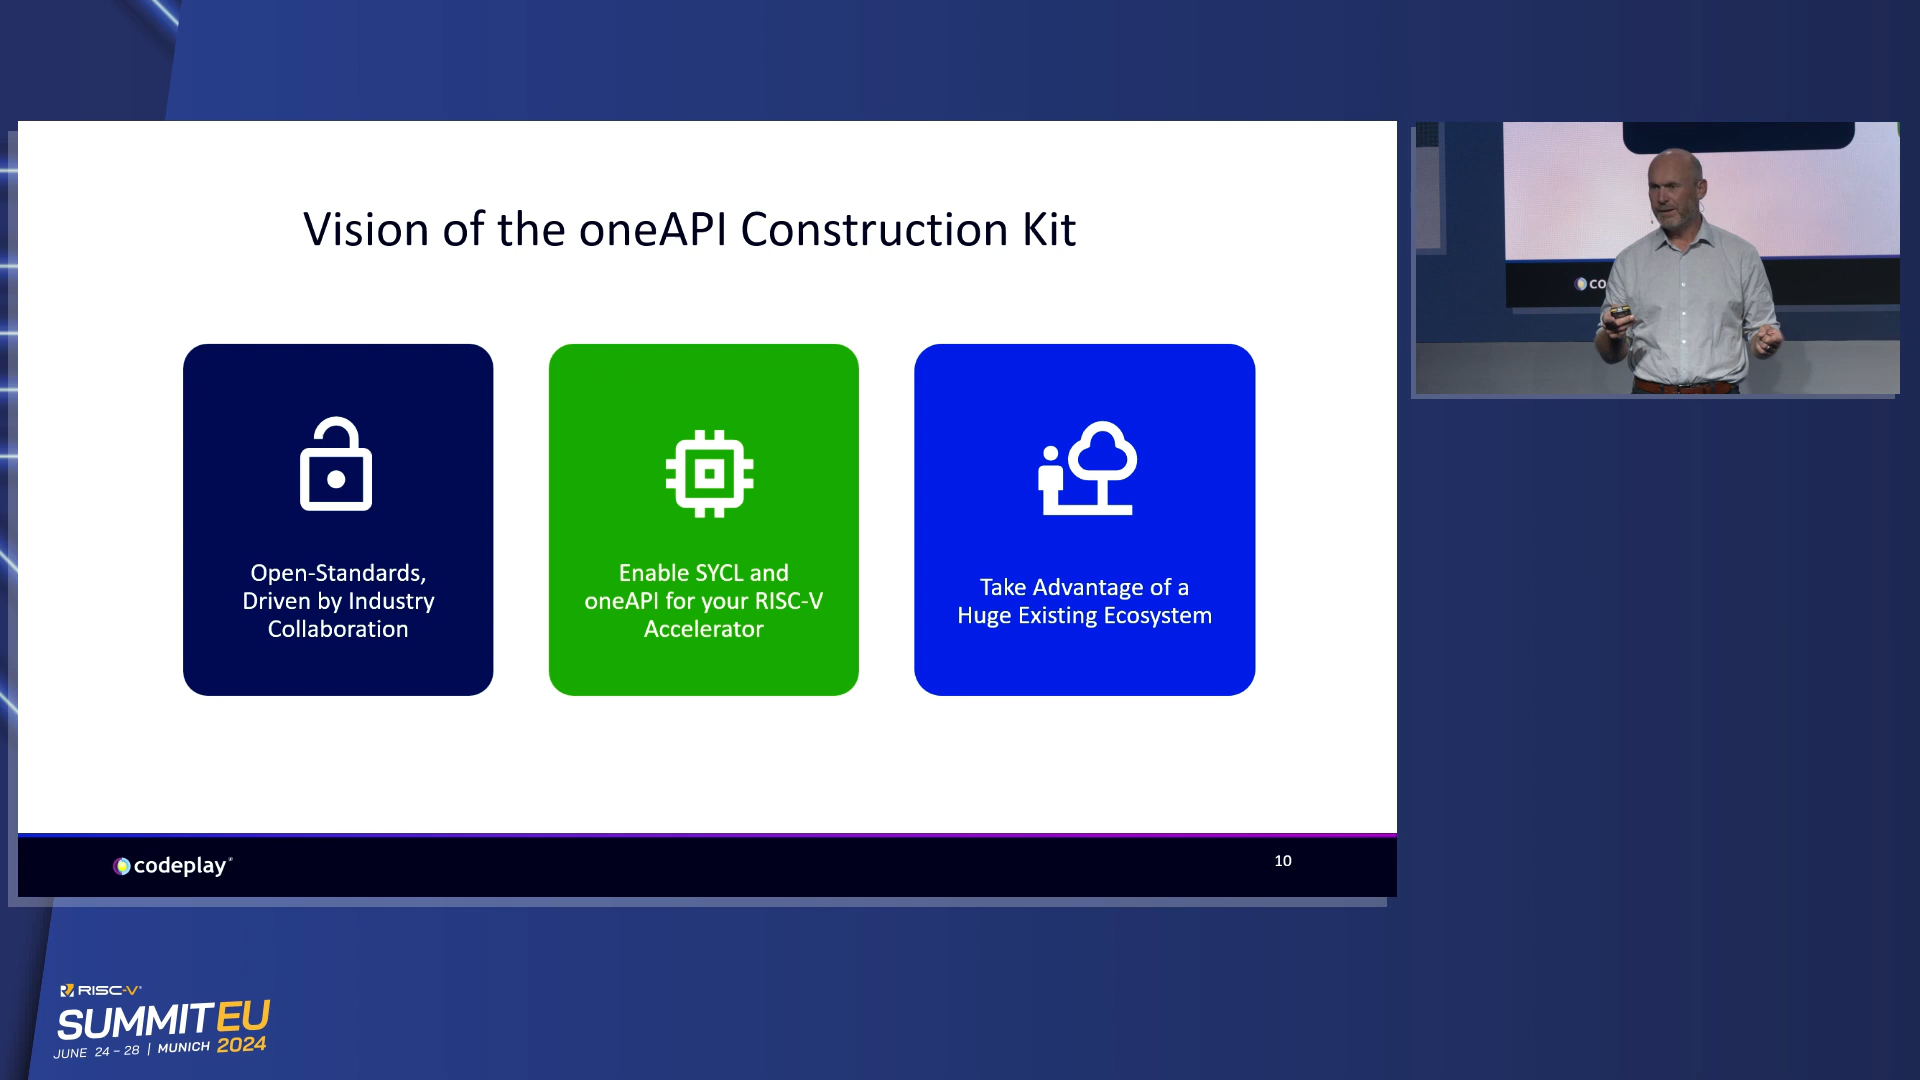 Vision of the oneAPI Construction Kit
Open-Standards,
Driven by Industry
Collaboration
Enable SYCL and
oneAPI for your RISC-V
Accelerator
Take Advantage of a
Huge Existing Ecosystem
codeplay®
10
CO
RISC-V®
SUMMIT EU
JUNE 24 – 28 | MUNICH 2024